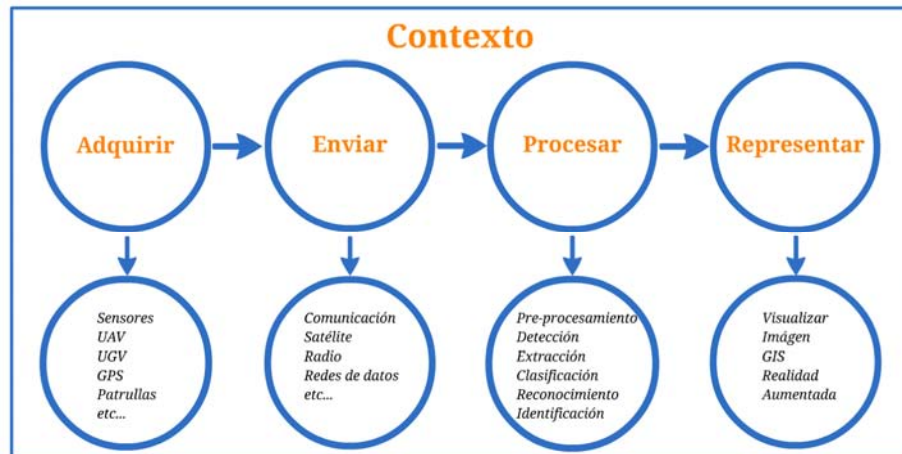 Contexto
Adquirir
Enviar
Procesar
Representar
Sensores
UAV
UGV
GPS
Patrullas
etc...
Comunicación
Satélite
Radio
Redes de datos
etc...
Pre-procesamiento
Detección
Extracción
Clasificación
Reconocimiento
Identificación
Visualizar
Imágen
GIS
Realidad
Aumentada